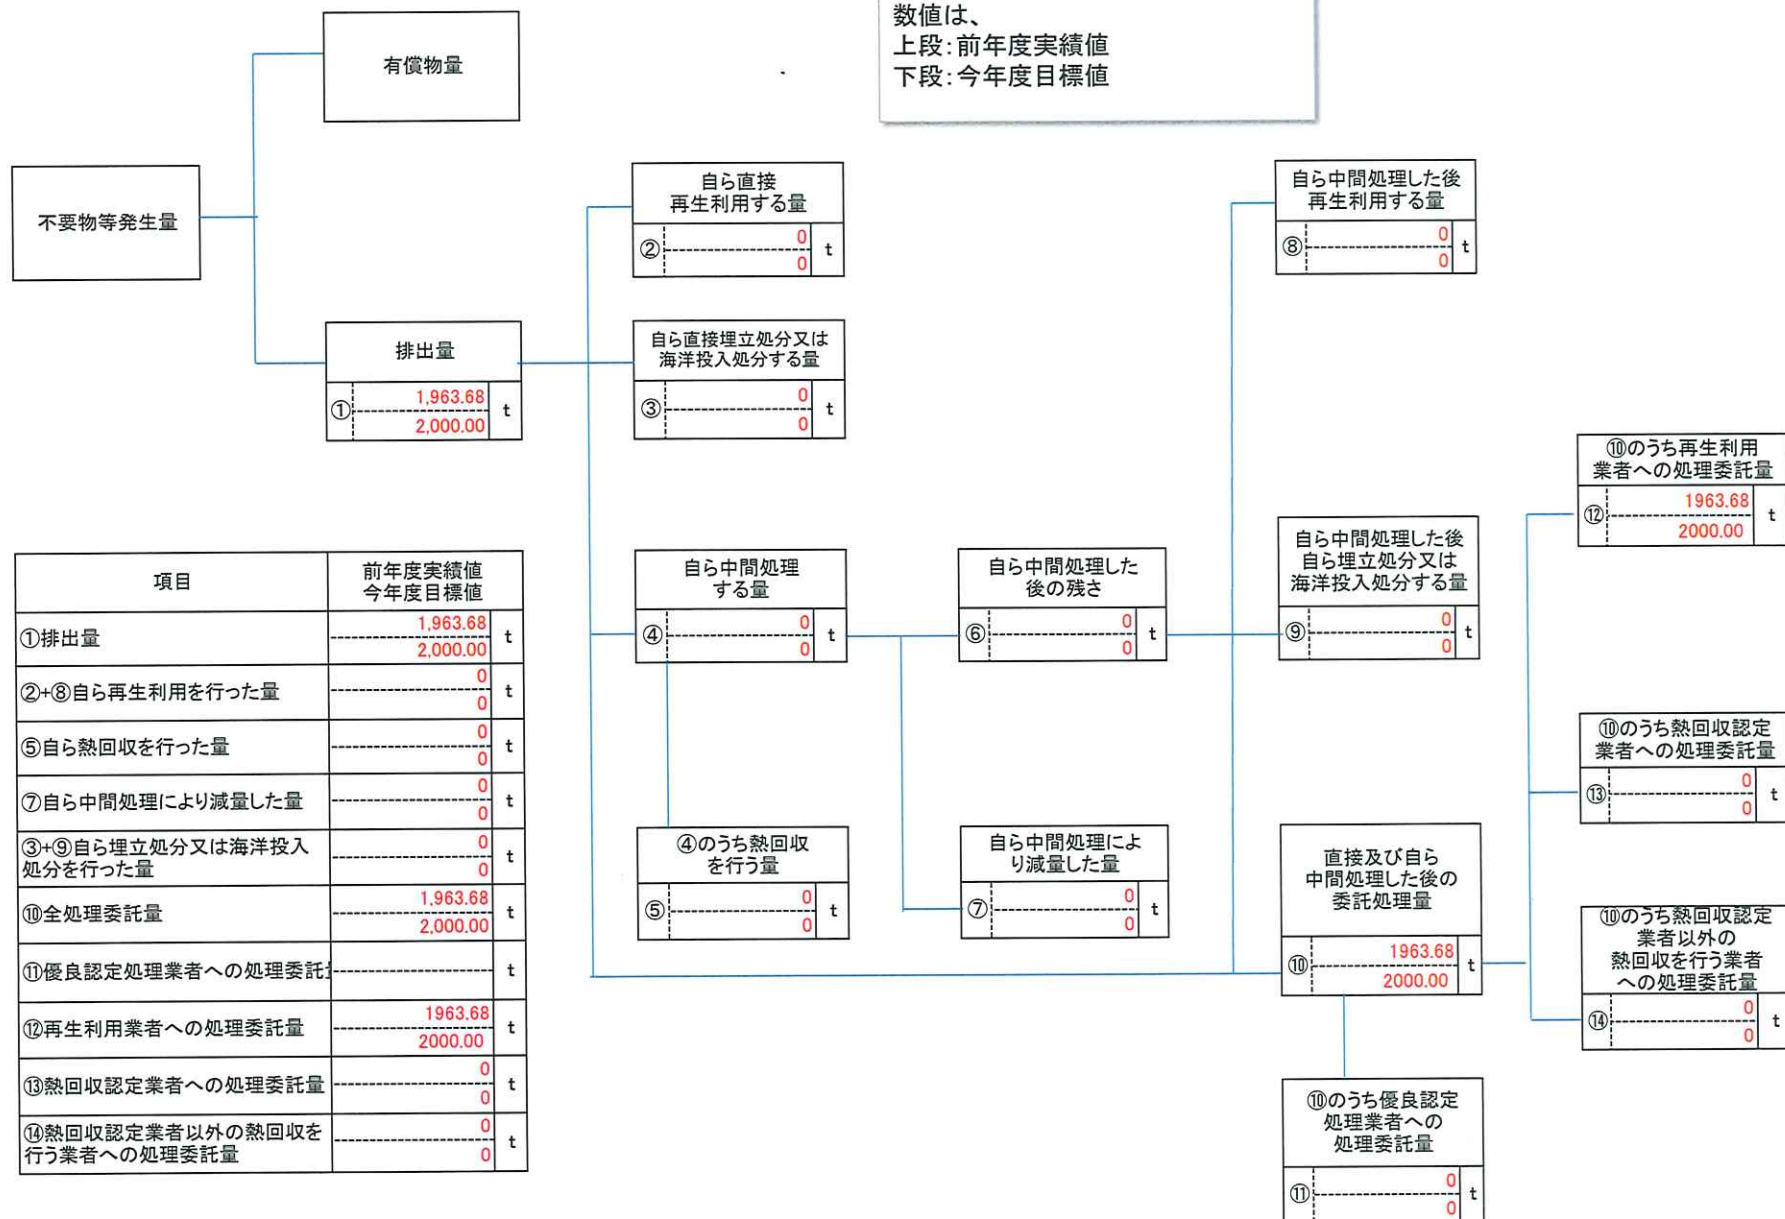 数値は、
上段:前年度実績値
下段:今年度目標値
有償物量
不要物等発生量
自ら直接
再生利用する量
② 0 t
0
自ら中間処理した後
再生利用する量
⑧ 0 t
0
排出量
① 1,963.68 t
2,000.00
自ら直接埋立処分又は
海洋投入処分する量
③ 0 t
0
⑩のうち再生利用
業者への処理委託量
⑫ 1963.68 t
2000.00
自ら中間処理
する量
④ 0 t
0
自ら中間処理した
後の残さ
⑥ 0 t
0
自ら中間処理した後
自ら埋立処分又は
海洋投入処分する量
⑨ 0 t
0
⑩のうち熱回収認定
業者への処理委託量
⑬ 0 t
0
④のうち熱回収
を行う量
⑤ 0 t
0
自ら中間処理によ
り減量した量
⑦ 0 t
0
直接及び自ら
中間処理した後の
委託処理量
⑩ 1963.68 t
2000.00
⑩のうち熱回収認定
業者以外の
熱回収を行う業者
への処理委託量
⑭ 0 t
0
⑩のうち優良認定
処理業者への
処理委託量
⑪ 0 t
0
項目 前年度実績値
今年度目標値
①排出量 1,963.68 t
2,000.00
②+⑧自ら再生利用を行った量 0 t
0
⑤自ら熱回収を行った量 0 t
0
⑦自ら中間処理により減量した量 0 t
0
③+⑨自ら埋立処分又は海洋投入 0 t
処分を行った量 0
⑩全処理委託量 1,963.68 t
2,000.00
⑪優良認定処理業者への処理委託 t
⑫再生利用業者への処理委託量 1963.68 t
2000.00
⑬熱回収認定業者への処理委託量 0 t
0
⑭熱回収認定業者以外の熱回収を 0 t
行う業者への処理委託量 0